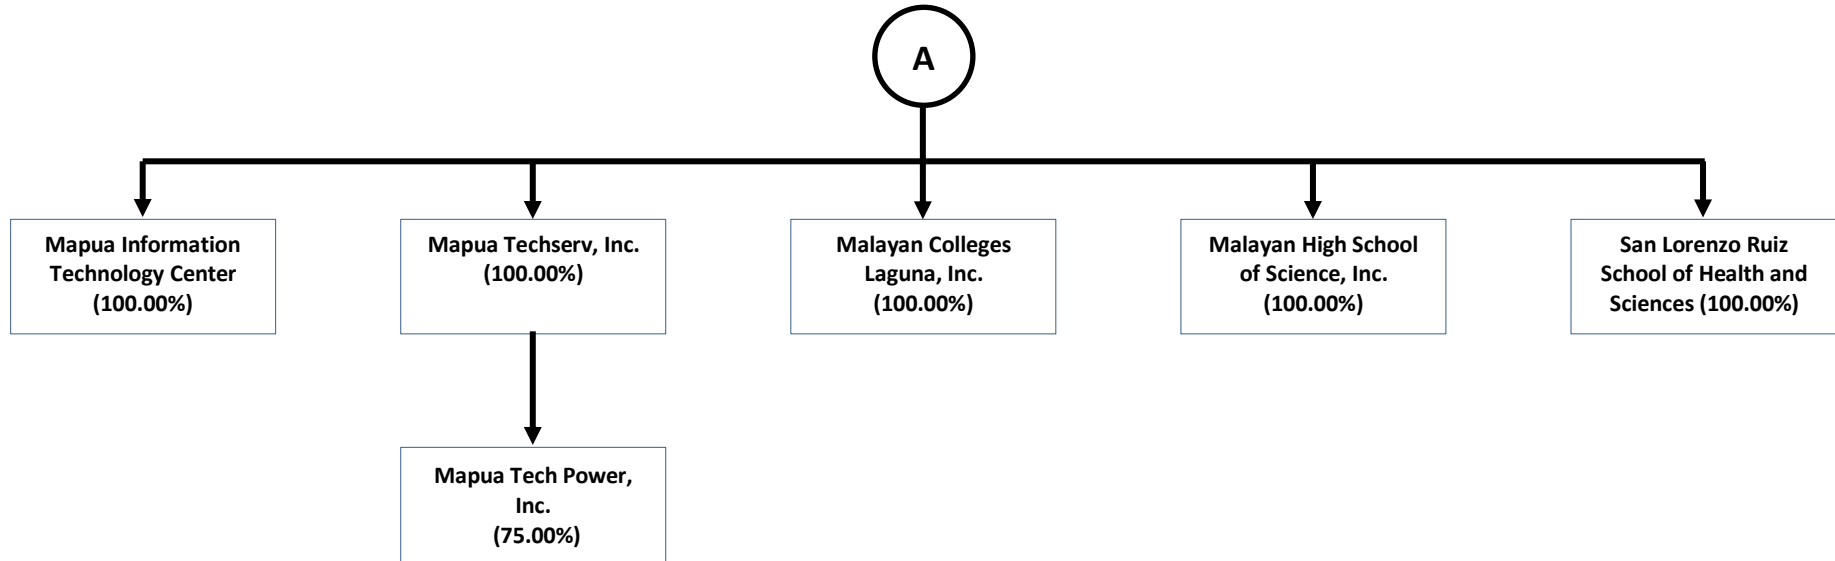 A
Mapua Information
Technology Center
(100.00%)
Mapua Techserv, Inc.
(100.00%)
Malayan Colleges
Laguna, Inc.
(100.00%)
Malayan High School
of Science, Inc.
(100.00%)
San Lorenzo Ruiz
School of Health and
Sciences (100.00%)
Mapua Tech Power,
Inc.
(75.00%)